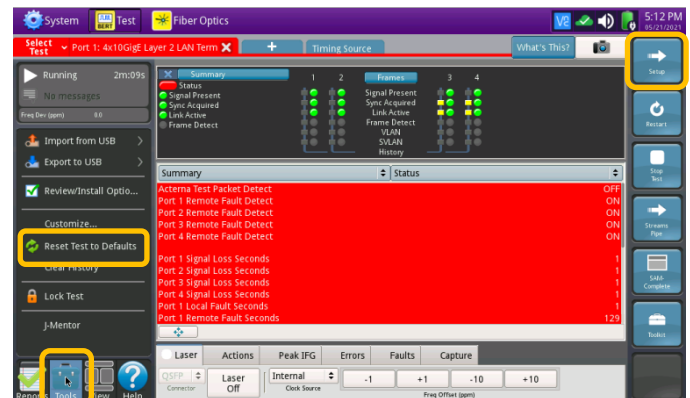 System
Test
Fiber Optics
V2
5:12 PM
05/21/2021
Select Test
Port 1: 4x10GigE Layer 2 LAN Term
+
Timing Source
What's This?
Setup
Running 2m:09s
No messages
Freq Dev (ppm) 0.0
X Summary
Status
Signal Present
Sync Acquired
Link Active
Frame Detect
1 2 Frames 3 4
Signal Present
Sync Acquired
Link Active
Frame Detect
VLAN
SVLAN
History
Restart
Import from USB
Export to USB
Review/Install Optio...
Customize...
Reset Test to Defaults
Clear History
Lock Test
J-Mentor
Summary
Status
Acterna Test Packet Detect OFF
Port 1 Remote Fault Detect ON
Port 2 Remote Fault Detect ON
Port 3 Remote Fault Detect ON
Port 4 Remote Fault Detect ON
Port 1 Signal Loss Seconds 1
Port 2 Signal Loss Seconds 1
Port 3 Signal Loss Seconds 1
Port 4 Signal Loss Seconds 1
Port 1 Local Fault Seconds 1
Port 1 Remote Fault Seconds 129
Stop Test
Streams Pipe
SAM-Complete
Toolkit
Laser
Actions
Peak IFG
Errors
Faults
Capture
QSFP
Connector
Laser Off
Internal
Clock Source
-1
+1
-10
+10
Freq Offset (ppm)
Reports
Tools
View
Help